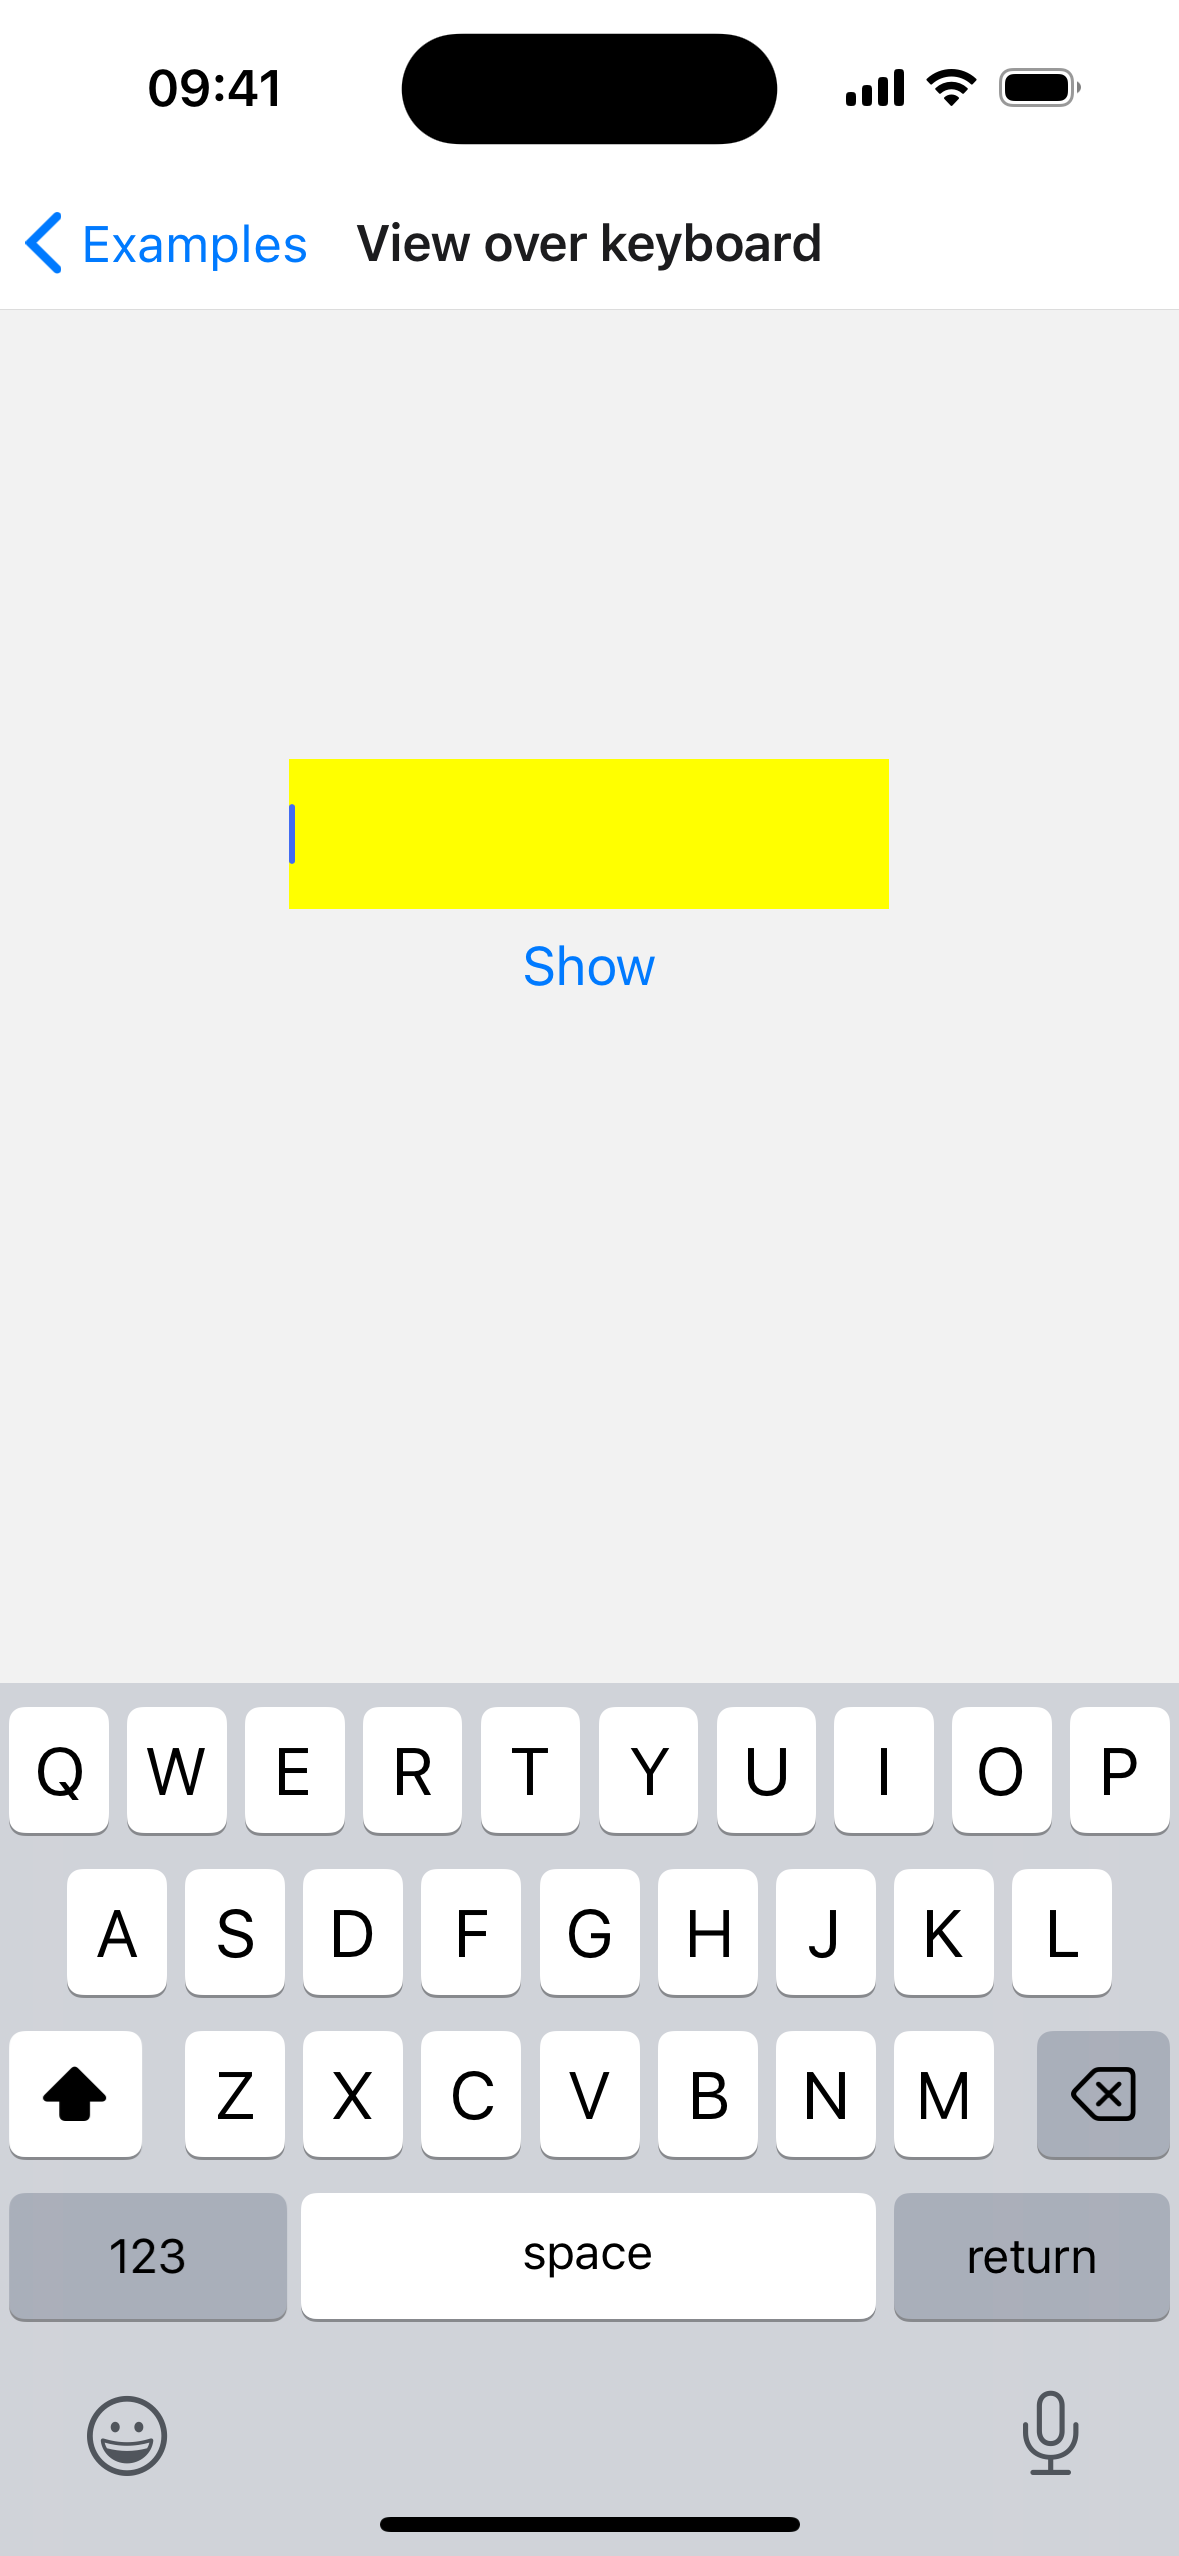 09:41
Examples View over keyboard
Show
Q W E R T Y U I O P
A S D F G H J K L
Z X C V B N M
123 space return